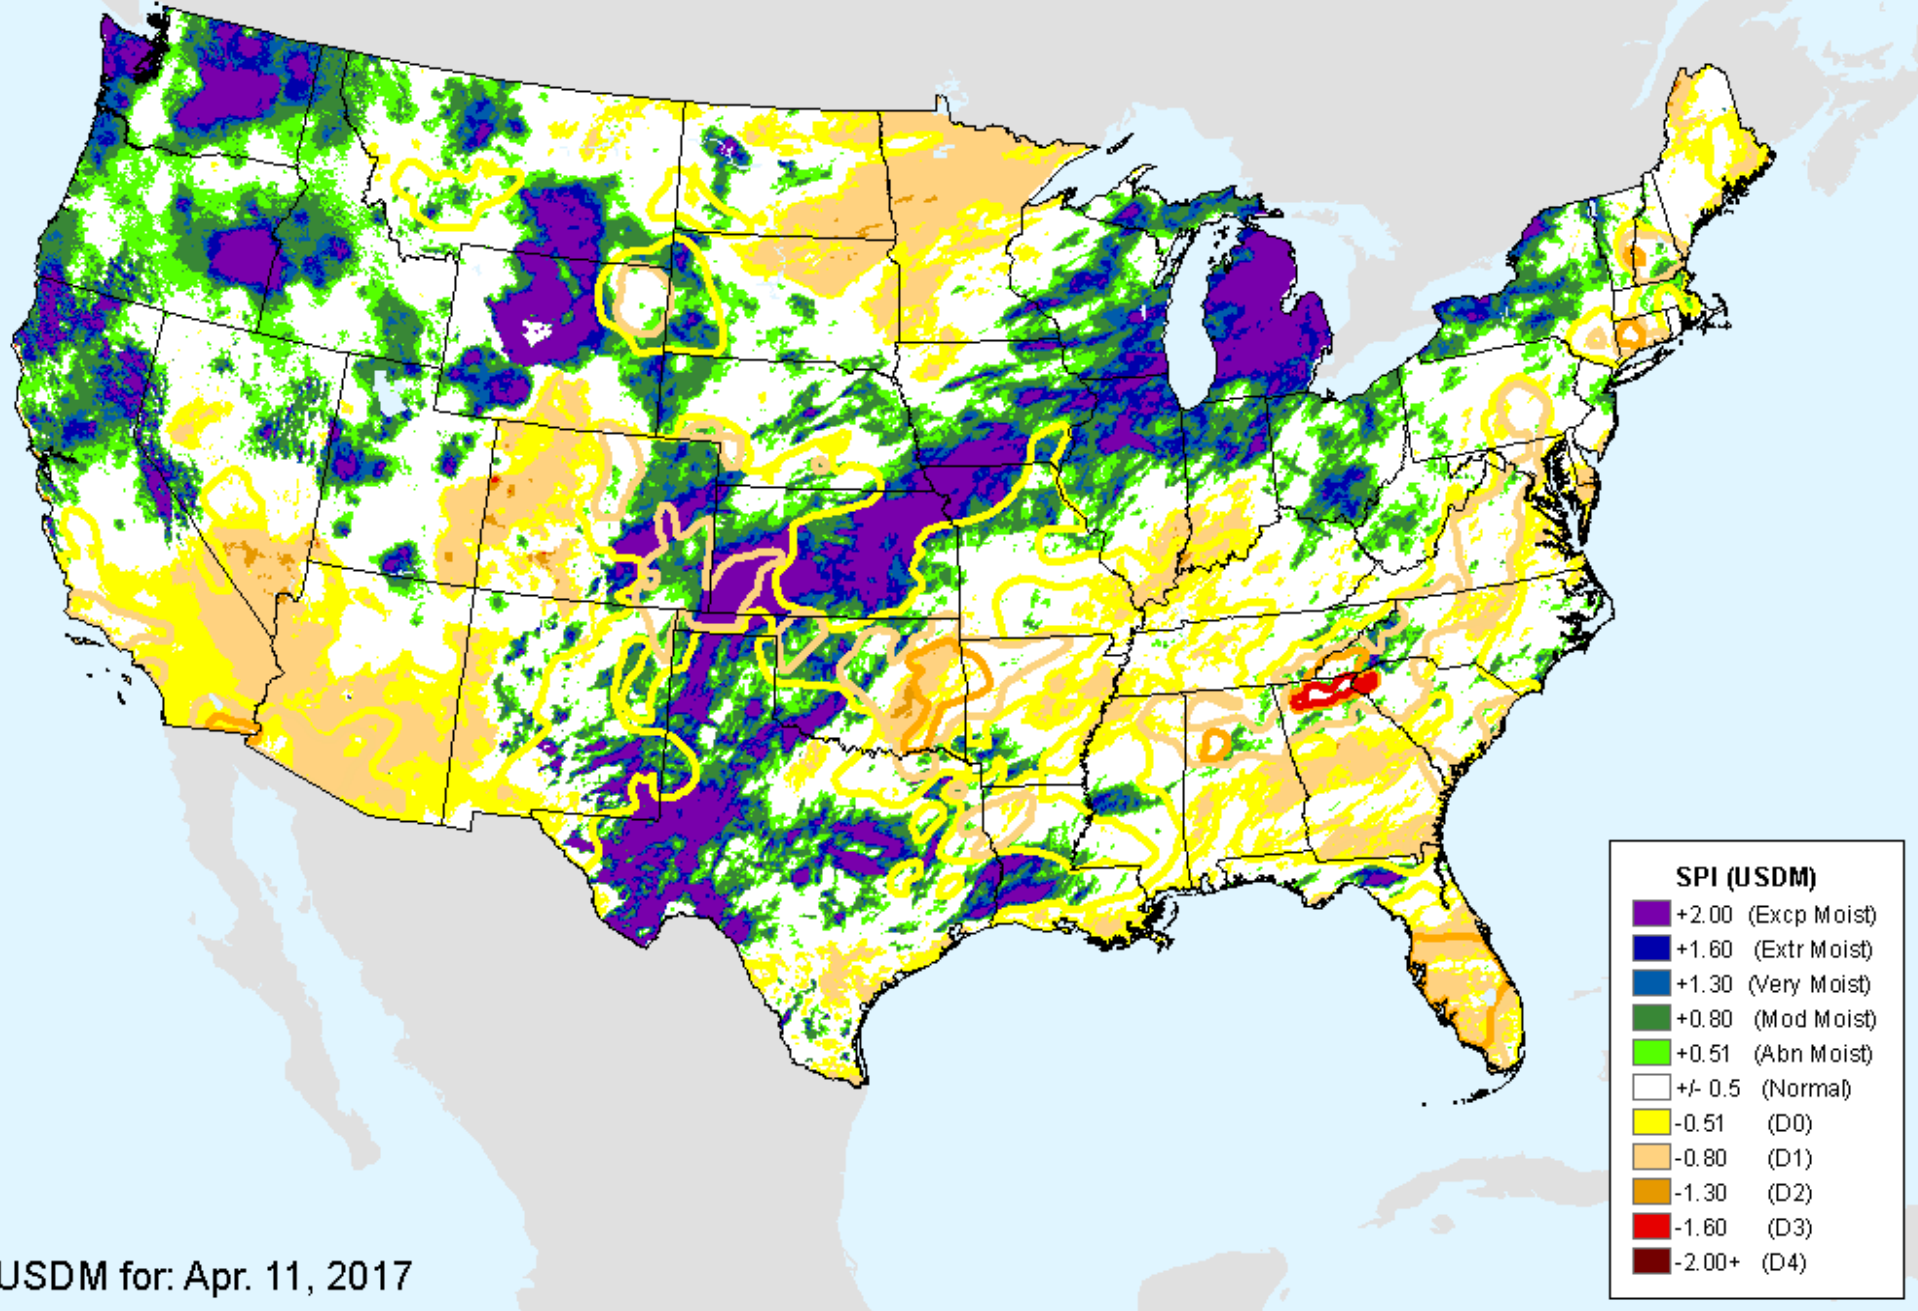 SPI (USDM)
+2.00 (Excp Moist)
+1.60 (Extr Moist)
+1.30 (Very Moist)
+0.80 (Mod Moist)
+0.51 (Abn Moist)
+/- 0.5 (Normal)
-0.51 (D0)
-0.80 (D1)
-1.30 (D2)
-1.60 (D3)
-2.00+ (D4)
USDM for: Apr. 11, 2017